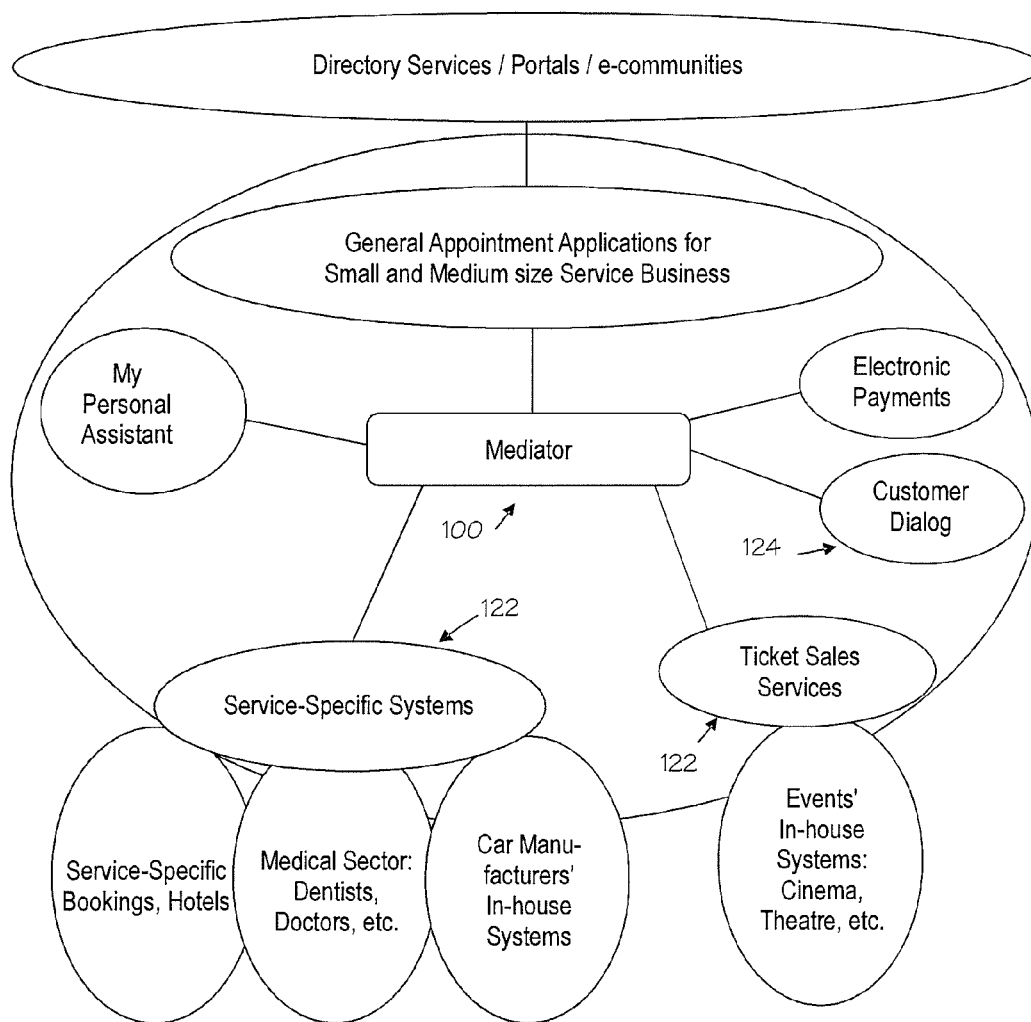 Directory Services / Portals / e-communities
General Appointment Applications for
Small and Medium size Service Business
My
Personal
Assistant
Electronic
Payments
Mediator
Customer
Dialog
100
124
122
Service-Specific Systems
Ticket Sales
Services
122
Service-Specific
Bookings, Hotels
Medical Sector:
Dentists,
Doctors, etc.
Car Manu-
facturers'
In-house
Systems
Events'
In-house
Systems:
Cinema,
Theatre, etc.